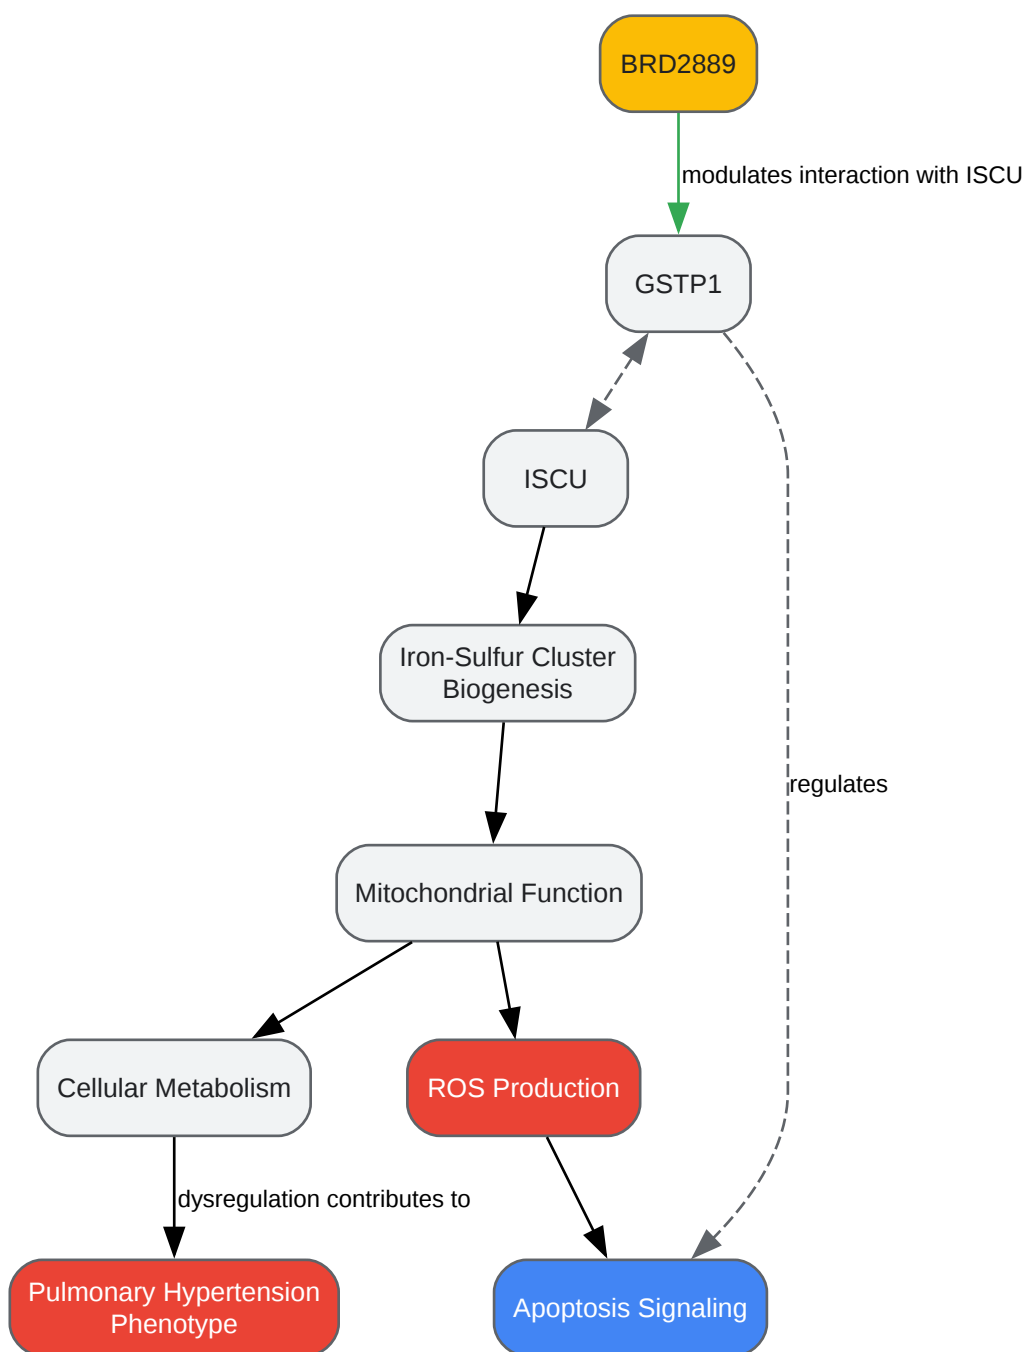 BRD2889
modulates interaction with ISCU
GSTP1
ISCU
Iron-Sulfur Cluster
Biogenesis
regulates
Mitochondrial Function
Cellular Metabolism
ROS Production
dysregulation contributes to
Pulmonary Hypertension
Phenotype
Apoptosis Signaling